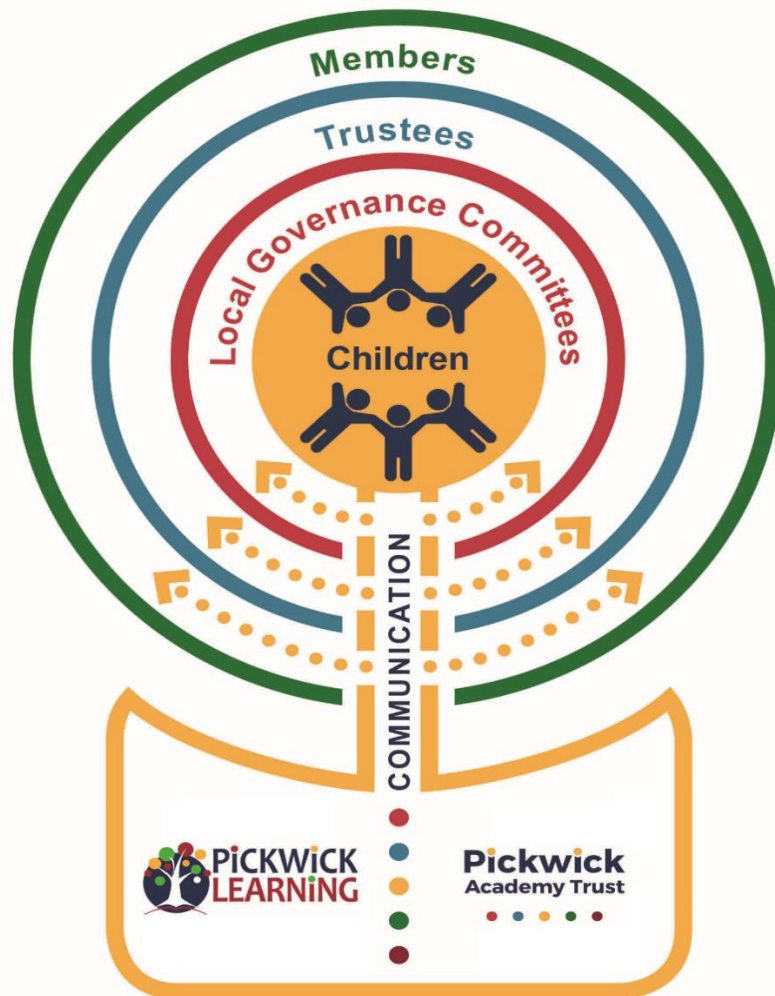 Members
Trustees
Local Governance Committees
Children
COMMUNICATION
PiCKWiCK
LEARNiNG
Pickwick
Academy Trust